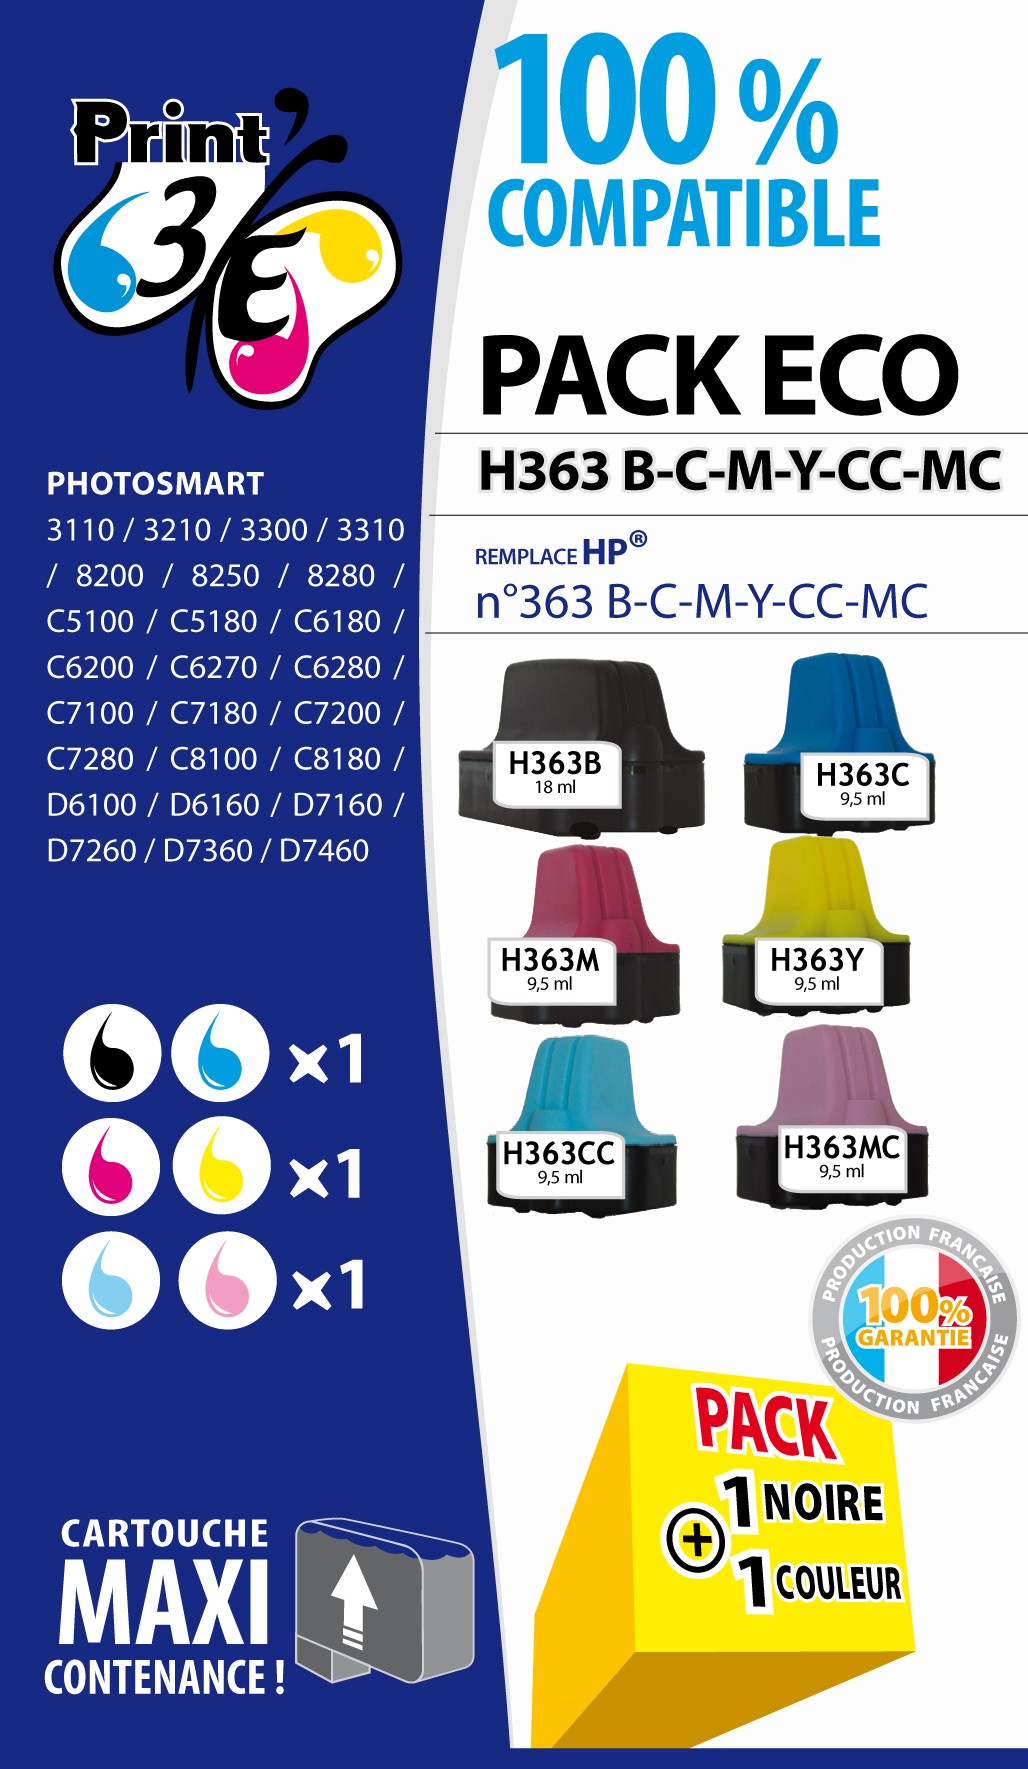 Print'
3E
100 %
COMPATIBLE
PACK ECO
H363 B-C-M-Y-CC-MC
REMPLACE HP®
n°363 B-C-M-Y-CC-MC
PHOTOSMART
3110 / 3210 / 3300 / 3310
/ 8200 / 8250 / 8280 /
C5100 / C5180 / C6180 /
C6200 / C6270 / C6280 /
C7100 / C7180 / C7200 /
C7280 / C8100 / C8180 /
D6100 / D6160 / D7160 /
D7260 / D7360 / D7460
H363B
18 ml
H363C
9,5 ml
H363M
9,5 ml
H363Y
9,5 ml
H363CC
9,5 ml
H363MC
9,5 ml
x1
x1
x1
PRODUCTION FRANCAISE
100%
GARANTIE
PRODUCTION FRANCAISE
PACK
1 NOIRE
+
1 COULEUR
CARTOUCHE
MAXI
CONTENANCE !